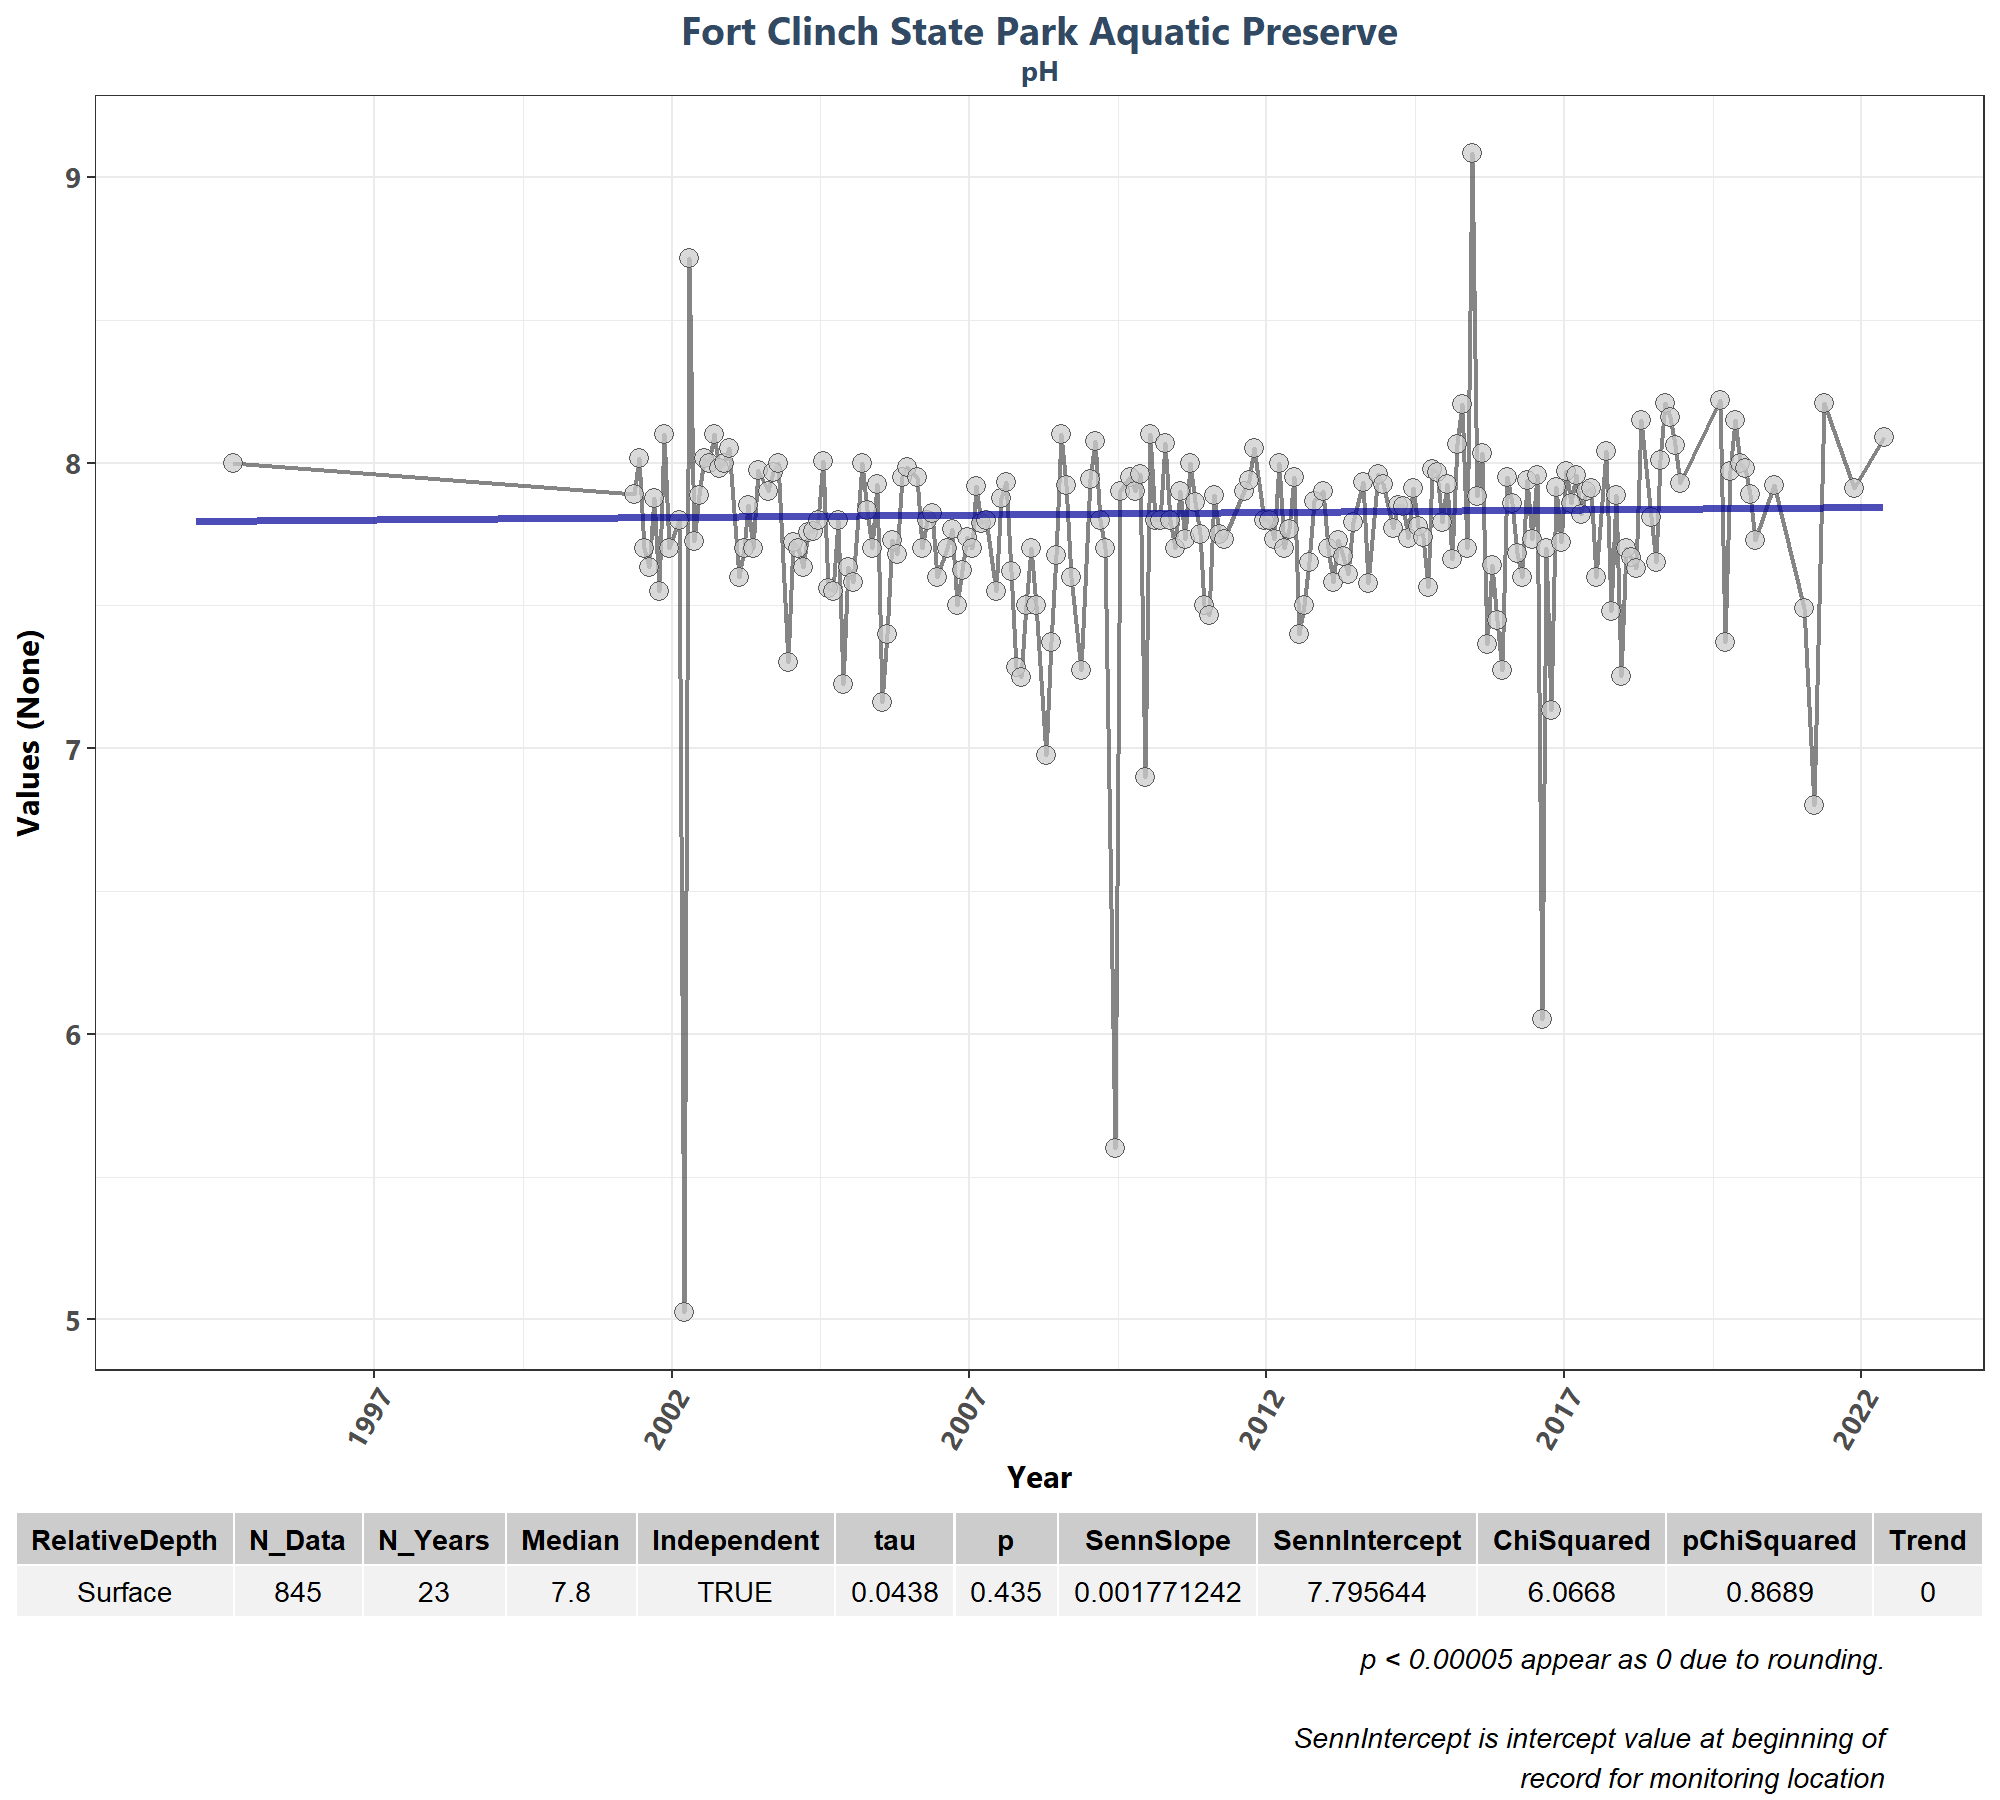 Fort Clinch State Park Aquatic Preserve
pH
9
8
7
6
5
Values (None)
1997 2002 2007 2012 2017 2022
Year
RelativeDepth N_Data N_Years Median Independent tau p SennSlope SennIntercept ChiSquared pChiSquared Trend
Surface 845 23 7.8 TRUE 0.0438 0.435 0.001771242 7.795644 6.0668 0.8689 0
p < 0.00005 appear as 0 due to rounding.
SennIntercept is intercept value at beginning of
record for monitoring location